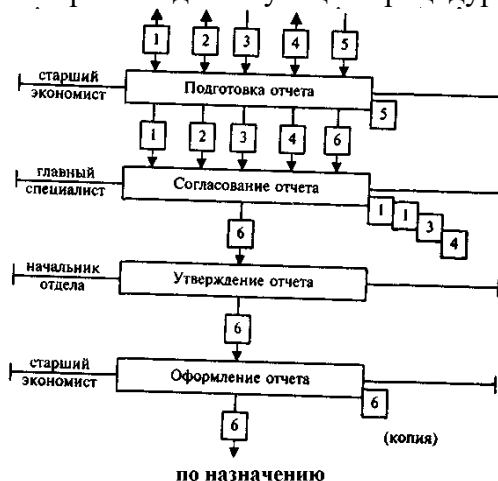 1 2 3 4 5
старший
экономист
Подготовка отчета
5
1 2 3 4 6
главный
специалист
Согласование отчета
1 1 3 4
6
начальник
отдела
Утверждение отчета
6
старший
экономист
Оформление отчета
6
(копия)
6
по назначению